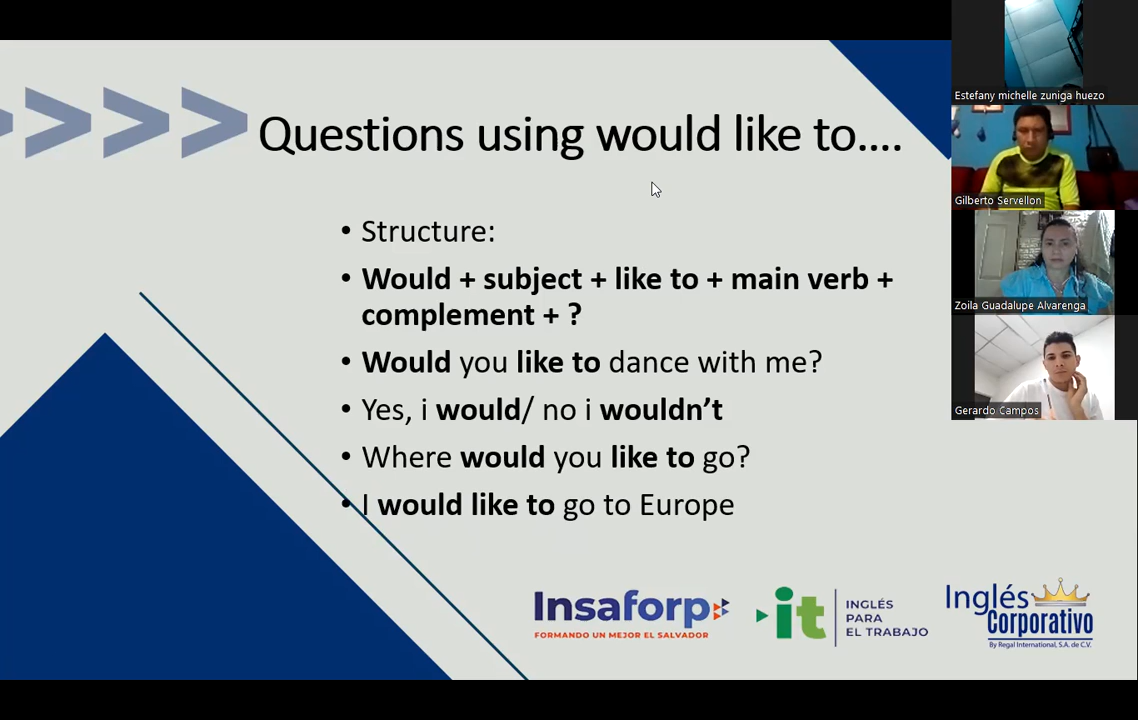 Questions using would like to....
• Structure:
• Would + subject + like to + main verb +
complement + ?
• Would you like to dance with me?
• Yes, i would/ no i wouldn't
• Where would you like to go?
• I would like to go to Europe
Insaforp
FORMANDO UN MEJOR EL SALVADOR
it
INGLÉS
PARA
EL TRABAJO
Inglés
Corporativo
By Regal International, S.A. de C.V.
Estefany michelle zuniga huezo
Gilberto Servellon
Zoila Guadalupe Alvarenga
Gerardo Campos